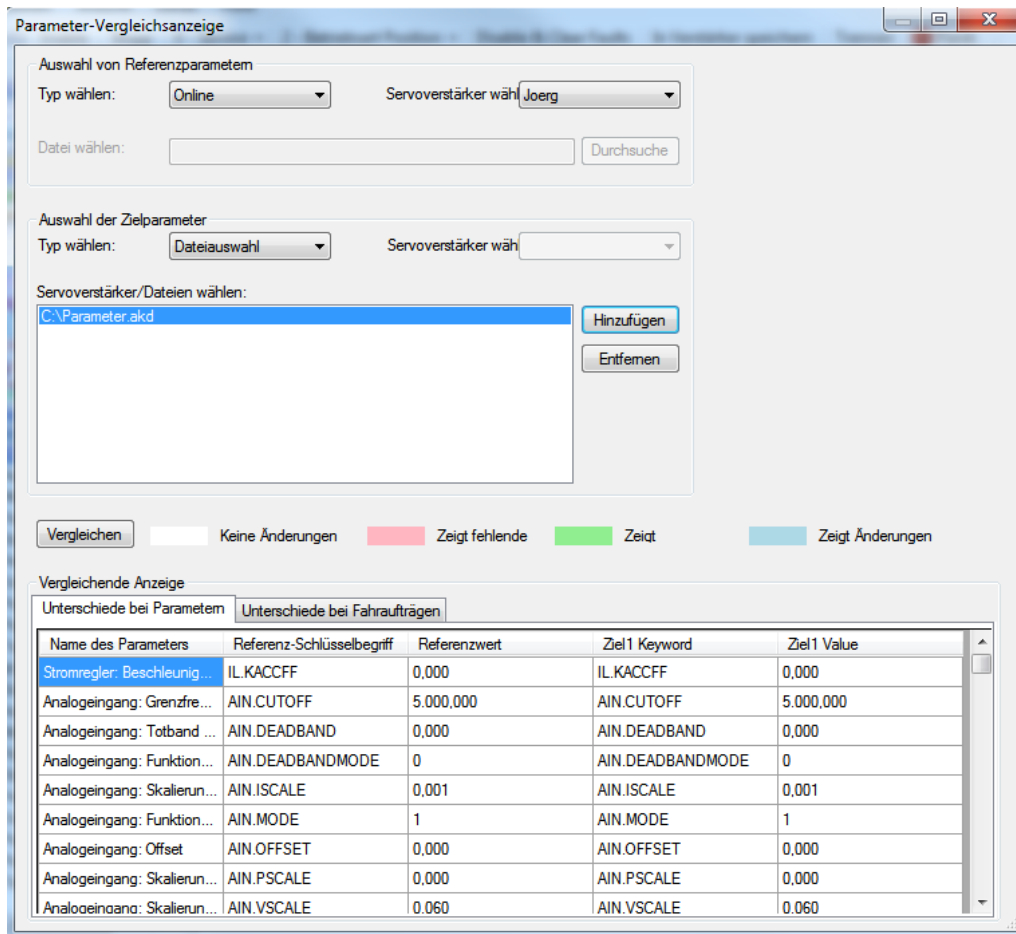 Parameter-Vergleichsanzeige
Auswahl von Referenzparametern
Typ wählen: Online Servoverstärker wähl Joerg
Datei wählen: Durchsuche
Auswahl der Zielparameter
Typ wählen: Dateiauswahl Servoverstärker wäh
Servoverstärker/Dateien wählen:
C:\Parameter.akd
Hinzufügen
Entfernen
Vergleichen Keine Änderungen Zeigt fehlende Zeigt Zeigt Änderungen
Vergleichende Anzeige
Unterschiede bei Parametern Unterschiede bei Fahraufträgen
Name des Parameters Referenz-Schlüsselbegriff Referenzwert Ziel1 Keyword Ziel1 Value
Stromregler: Beschleunig... IL.KACCFF 0,000 IL.KACCFF 0,000
Analogeingang: Grenzfre... AIN.CUTOFF 5.000,000 AIN.CUTOFF 5.000,000
Analogeingang: Totband ... AIN.DEADBAND 0,000 AIN.DEADBAND 0,000
Analogeingang: Funktion... AIN.DEADBANDMODE 0 AIN.DEADBANDMODE 0
Analogeingang: Skalierun... AIN.ISCALE 0,001 AIN.ISCALE 0,001
Analogeingang: Funktion... AIN.MODE 1 AIN.MODE 1
Analogeingang: Offset AIN.OFFSET 0,000 AIN.OFFSET 0,000
Analogeingang: Skalierun... AIN.PSCALE 0,000 AIN.PSCALE 0,000
Analogeingang: Skalierun... AIN.VSCALE 0.060 AIN.VSCALE 0.060